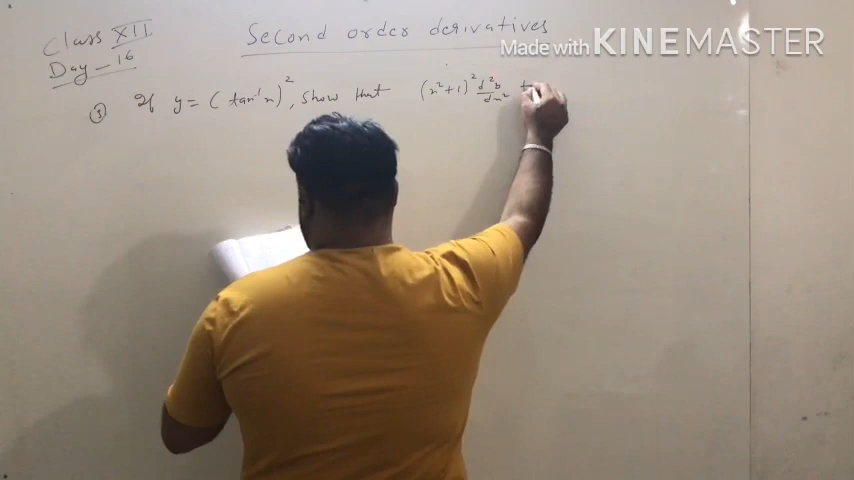 Class XII
Day - 16
Second order derivatives
Made with KINEMASTER
③ If y = (tan⁻¹x)², show that (x²+1)² d²y/dx² +